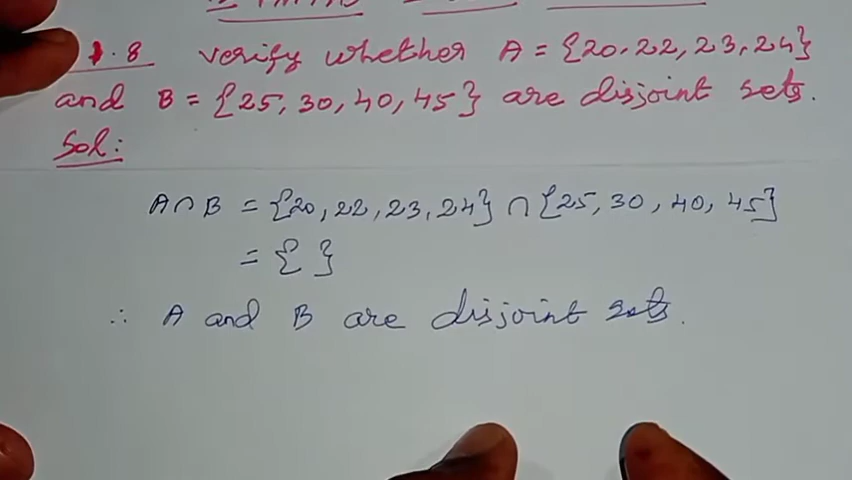 1.8 Verify whether A = {20, 22, 23, 24}
and B = {25, 30, 40, 45} are disjoint sets.
Sol:
A ∩ B = {20, 22, 23, 24} ∩ {25, 30, 40, 45}
= { }
∴ A and B are disjoint sets.